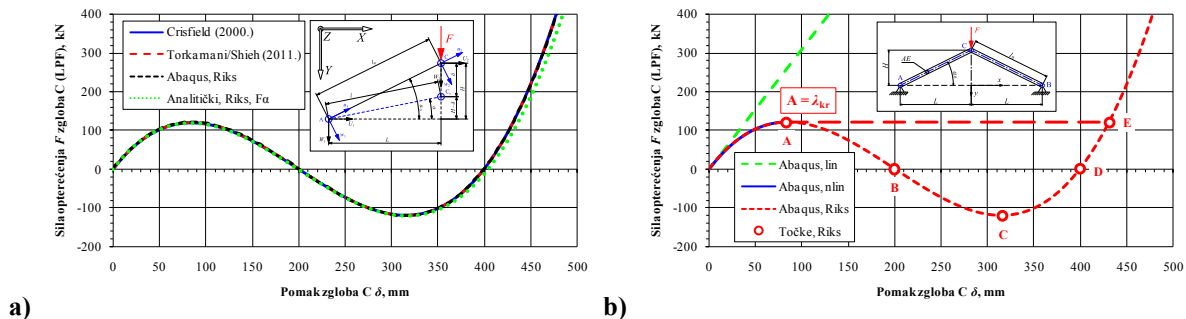 Sila opterećenja F zgloba C (LPF), kN
400
300
200
100
0
-100
-200
Crisfield (2000.)
Torkamani/Shieh (2011.)
Abaqus, Riks
Analitički, Riks, Fα
Z
X
Y
F
A
L
H
0 50 100 150 200 250 300 350 400 450 500
Pomak zgloba C δ, mm
a)
Sila opterećenja F zgloba C (LPF), kN
400
300
200
100
0
-100
-200
F
C
AE
H
A
B
x
y
L
L
A = λkr
A
E
B
D
C
Abaqus, lin
Abaqus, nlin
Abaqus, Riks
Točke, Riks
0 50 100 150 200 250 300 350 400 450 500
Pomak zgloba C δ, mm
b)